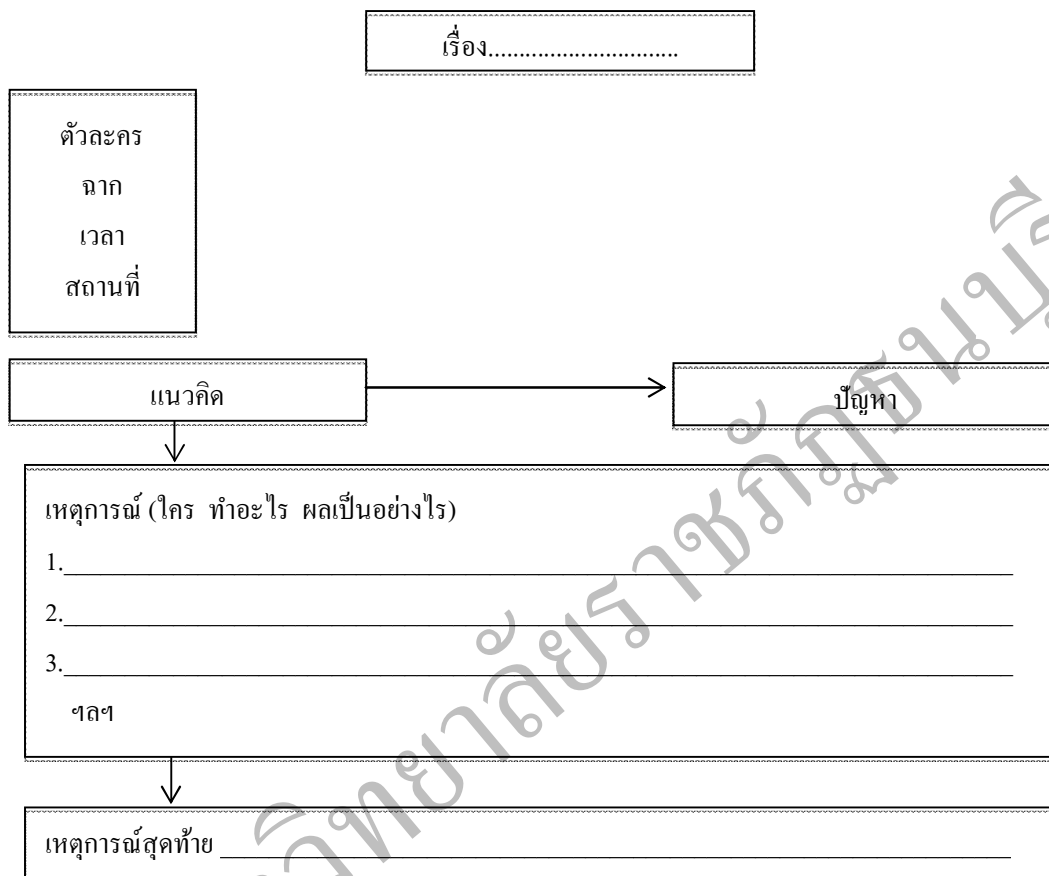 เรื่อง..............................
ตัวละคร
ฉาก
เวลา
สถานที่
แนวคิด
ปัญหา
เหตุการณ์ (ใคร ทำอะไร ผลเป็นอย่างไร)
1.
2.
3.
ฯลฯ
เหตุการณ์สุดท้าย